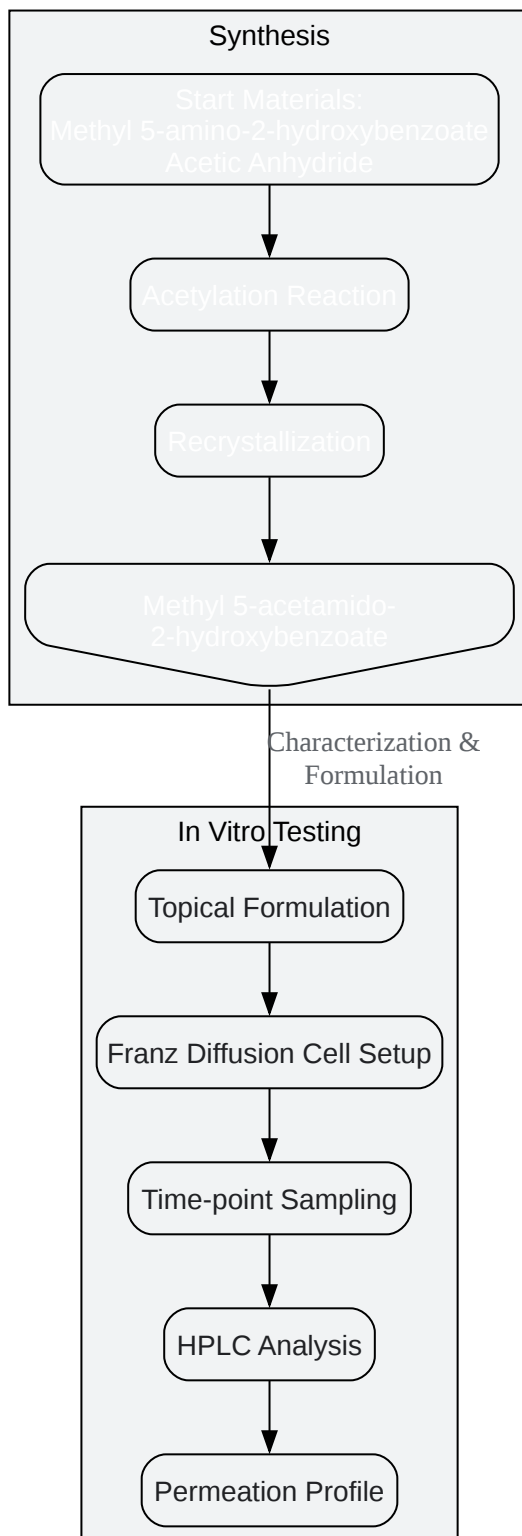 Synthesis
Start Materials:
Methyl 5-amino-2-hydroxybenzoate
Acetic Anhydride
Acetylation Reaction
Recrystallization
Methyl 5-acetamido-
2-hydroxybenzoate
Characterization &
Formulation
In Vitro Testing
Topical Formulation
Franz Diffusion Cell Setup
Time-point Sampling
HPLC Analysis
Permeation Profile